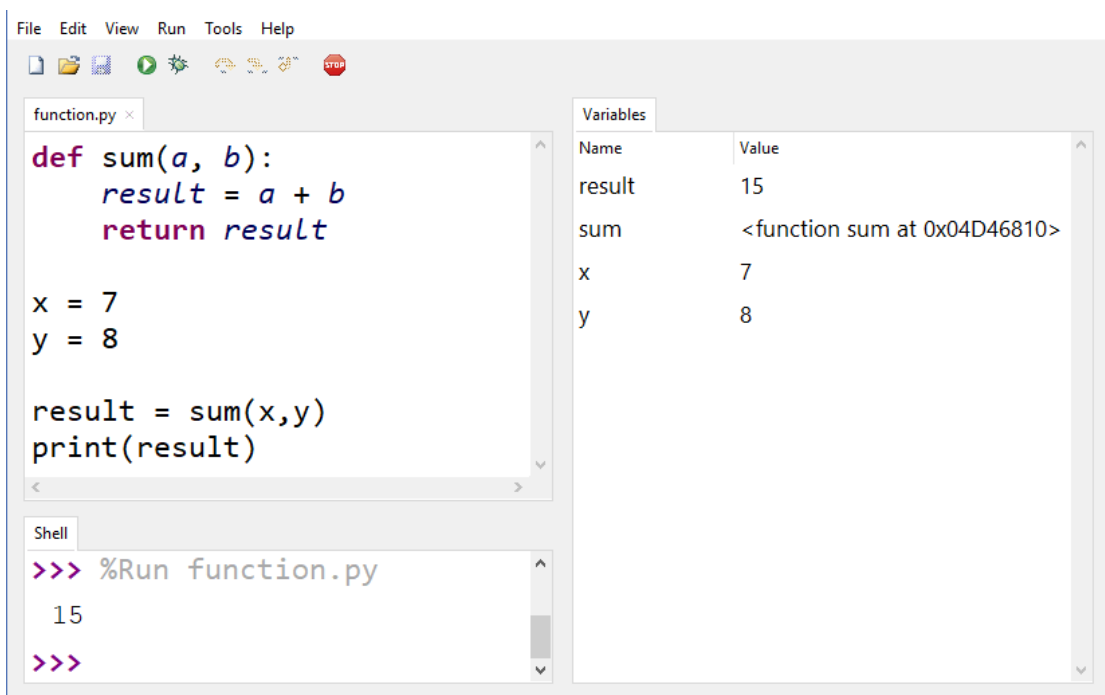 File Edit View Run Tools Help
STOP
function.py ×
def sum(a, b):
    result = a + b
    return result

x = 7
y = 8

result = sum(x,y)
print(result)
Shell
>>> %Run function.py
 15
>>>
Variables
Name Value
result 15
sum <function sum at 0x04D46810>
x 7
y 8